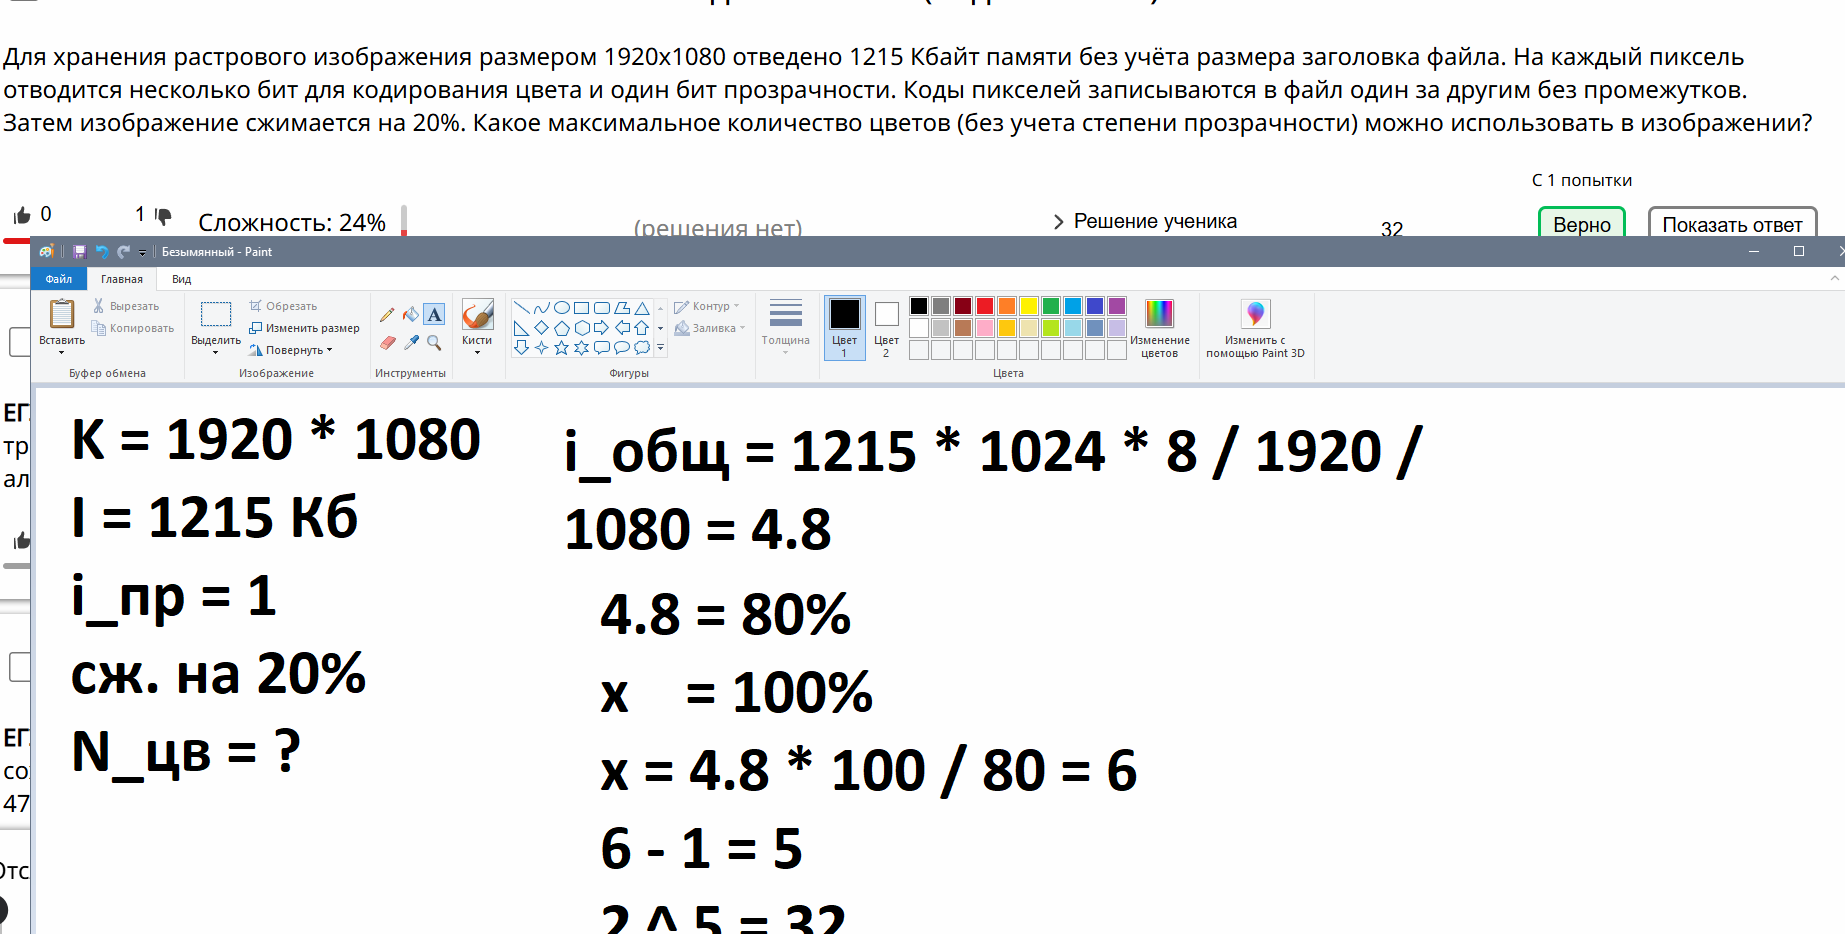 Для хранения растрового изображения размером 1920x1080 отведено 1215 Кбайт памяти без учёта размера заголовка файла. На каждый пиксель
отводится несколько бит для кодирования цвета и один бит прозрачности. Коды пикселей записываются в файл один за другим без промежутков.
Затем изображение сжимается на 20%. Какое максимальное количество цветов (без учета степени прозрачности) можно использовать в изображении?
С 1 попытки
0 1 Сложность: 24% (решения нет) Решение ученика 32 Верно Показать ответ
Безымянный - Paint
Файл Главная Вид
Вставить
Вырезать
Копировать
Буфер обмена
Выделить
Обрезать
Изменить размер
Повернуть
Изображение
A
Инструменты
Кисти
Контур
Заливка
Фигуры
Толщина
Цвет
1
Цвет
2
Изменение
цветов
Цвета
Изменить с
помощью Paint 3D
ЕГ
тр
ал
ЕГ
со
47
Отс
K = 1920 * 1080
I = 1215 Кб
i_пр = 1
сж. на 20%
N_цв = ?
i_общ = 1215 * 1024 * 8 / 1920 /
1080 = 4.8
4.8 = 80%
x = 100%
x = 4.8 * 100 / 80 = 6
6 - 1 = 5
2 ^ 5 = 32